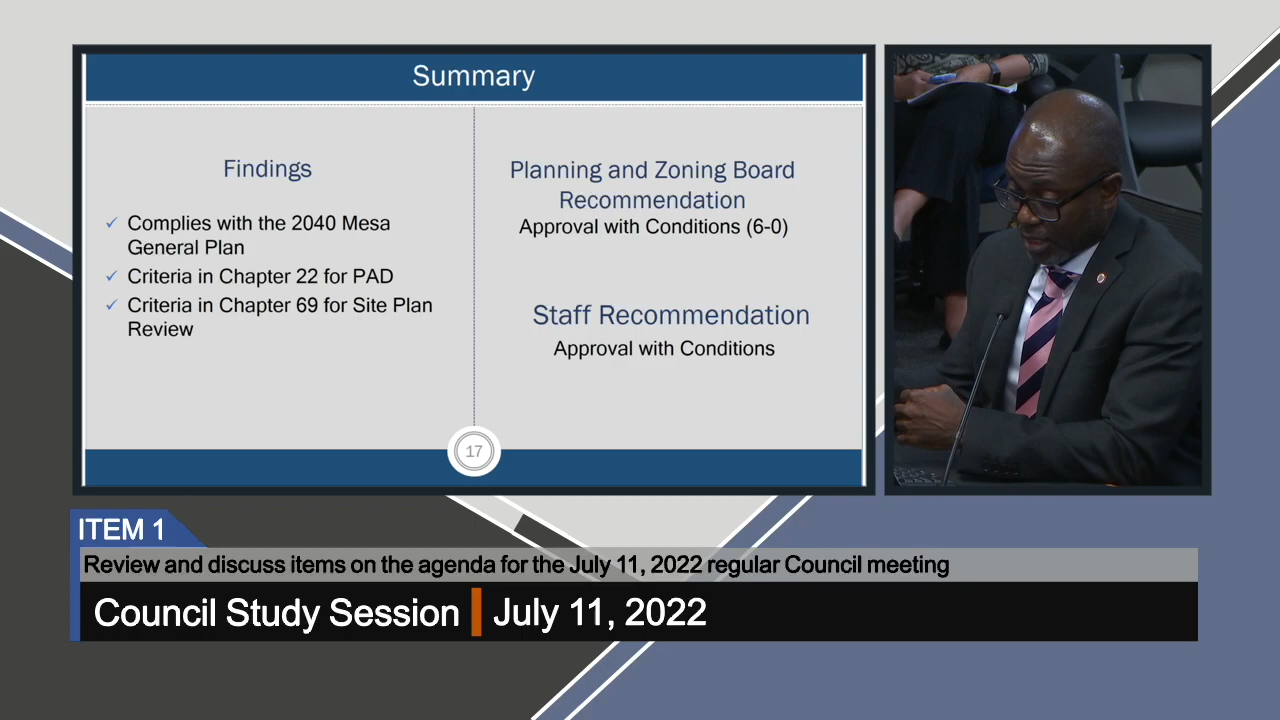 Summary
Findings
✓ Complies with the 2040 Mesa
General Plan
✓ Criteria in Chapter 22 for PAD
✓ Criteria in Chapter 69 for Site Plan
Review
Planning and Zoning Board
Recommendation
Approval with Conditions (6-0)
Staff Recommendation
Approval with Conditions
17
ITEM 1
Review and discuss items on the agenda for the July 11, 2022 regular Council meeting
Council Study Session
July 11, 2022